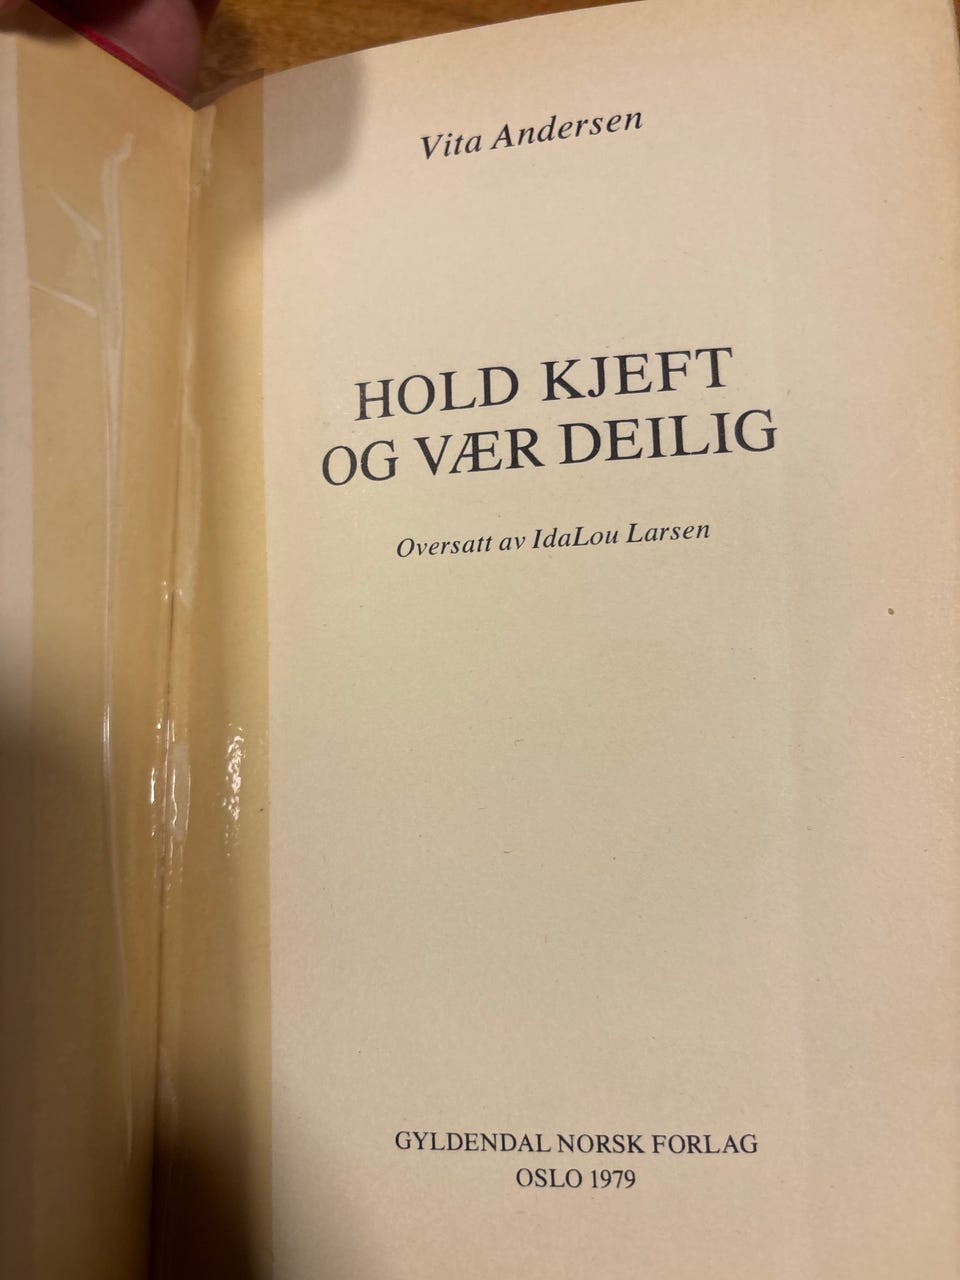 Vita Andersen
HOLD KJEFT
OG VÆR DEILIG
Oversatt av IdaLou Larsen
GYLDENDAL NORSK FORLAG
OSLO 1979